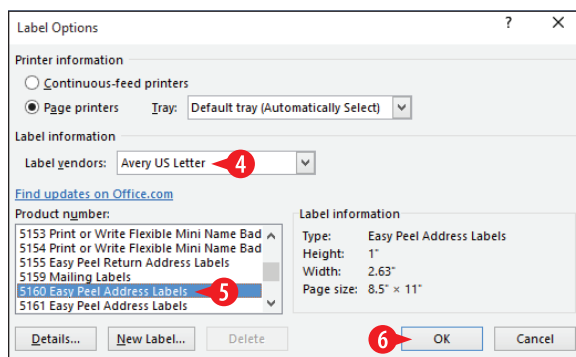 Label Options
? ×
Printer information
Continuous-feed printers
Page printers Tray: Default tray (Automatically Select)
Label information
Label vendors: Avery US Letter 4
Find updates on Office.com
Product number:
5153 Print or Write Flexible Mini Name Bad
5154 Print or Write Flexible Mini Name Bad
5155 Easy Peel Return Address Labels
5159 Mailing Labels
5160 Easy Peel Address Labels 5
5161 Easy Peel Address Labels
Label information
Type: Easy Peel Address Labels
Height: 1"
Width: 2.63"
Page size: 8.5" × 11"
Details... New Label... Delete 6 OK Cancel